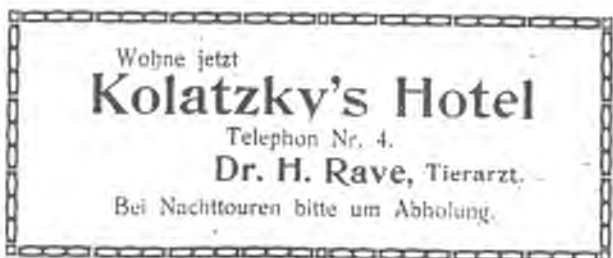 Wohne jetzt
Kolatzky's Hotel
Telephon Nr. 4.
Dr. H. Rave, Tierarzt.
Bei Nachttouren bitte um Abholung.